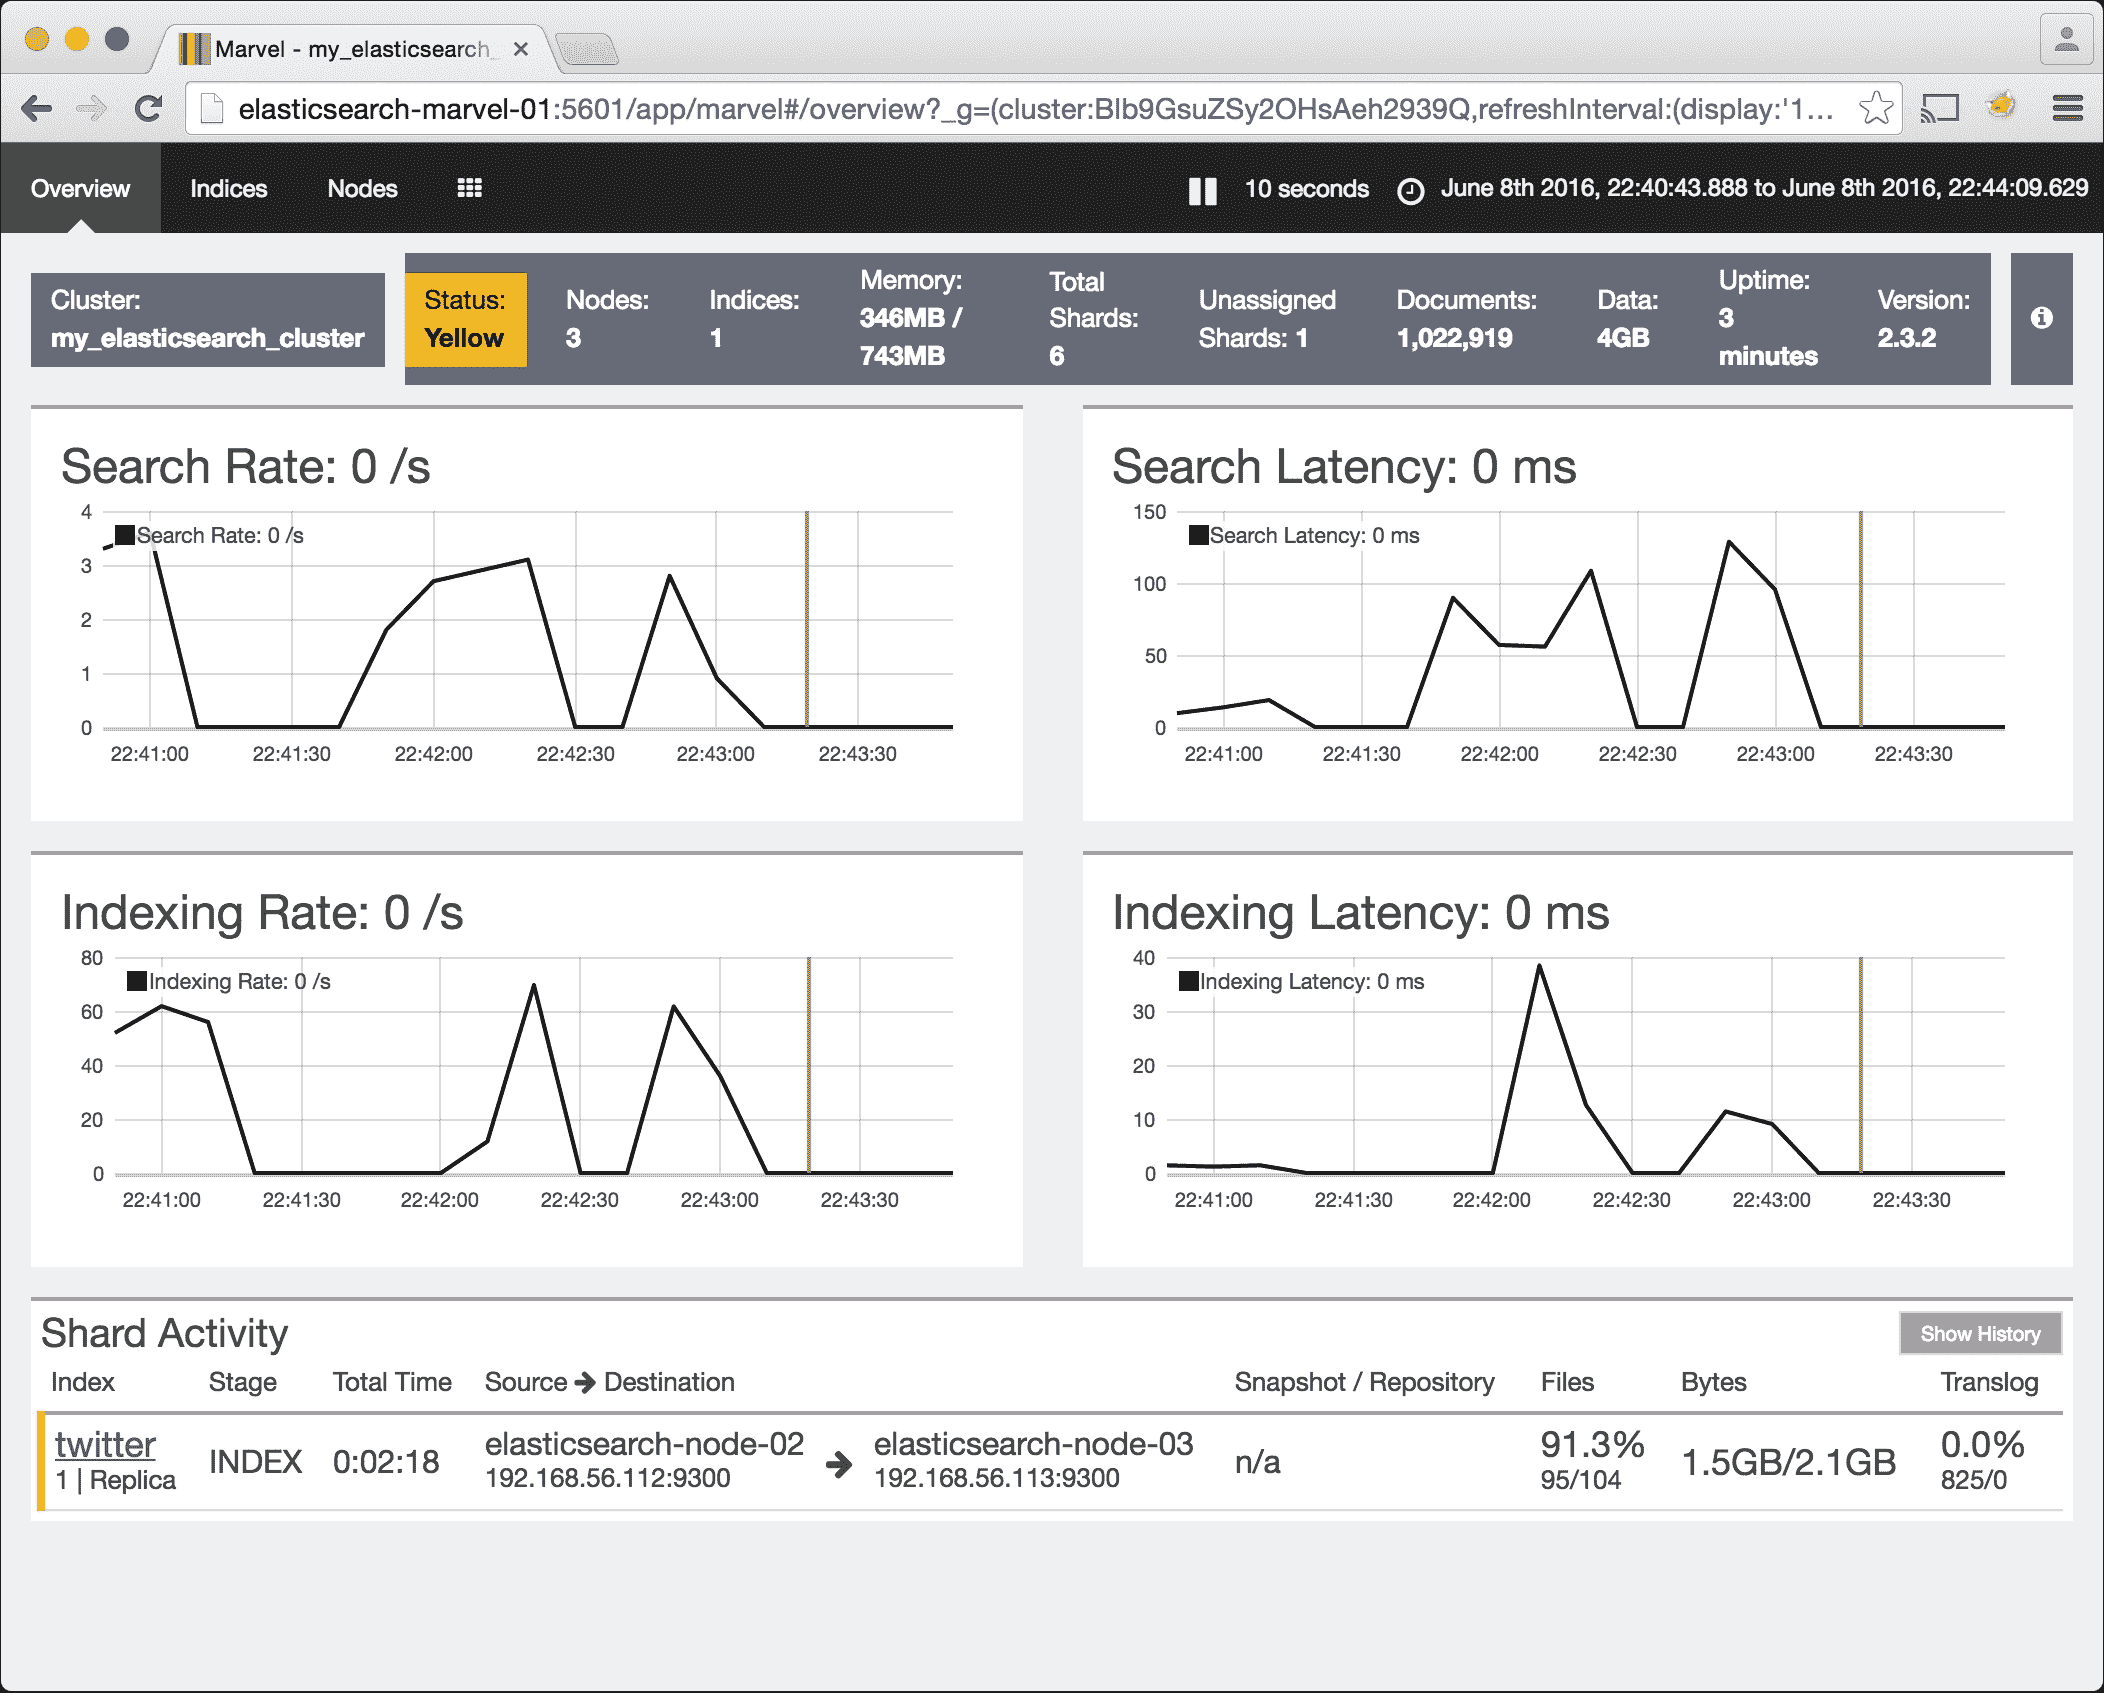 Marvel - my_elasticsearch_
elasticsearch-marvel-01:5601/app/marvel#/overview?_g=(cluster:Blb9GsuZSy2OHsAeh2939Q,refreshInterval:(display:'1...
Overview Indices Nodes 10 seconds June 8th 2016, 22:40:43.888 to June 8th 2016, 22:44:09.629
Cluster:
my_elasticsearch_cluster
Status:
Yellow
Nodes:
3
Indices:
1
Memory:
346MB /
743MB
Total
Shards:
6
Unassigned
Shards: 1
Documents:
1,022,919
Data:
4GB
Uptime:
3
minutes
Version:
2.3.2
Search Rate: 0 /s
Search Rate: 0 /s
4
3
2
1
0
22:41:00 22:41:30 22:42:00 22:42:30 22:43:00 22:43:30
Search Latency: 0 ms
Search Latency: 0 ms
150
100
50
0
22:41:00 22:41:30 22:42:00 22:42:30 22:43:00 22:43:30
Indexing Rate: 0 /s
Indexing Rate: 0 /s
80
60
40
20
0
22:41:00 22:41:30 22:42:00 22:42:30 22:43:00 22:43:30
Indexing Latency: 0 ms
Indexing Latency: 0 ms
40
30
20
10
0
22:41:00 22:41:30 22:42:00 22:42:30 22:43:00 22:43:30
Shard Activity
Show History
Index Stage Total Time Source → Destination Snapshot / Repository Files Bytes Translog
twitter
1 | Replica
INDEX
0:02:18
elasticsearch-node-02
192.168.56.112:9300
→
elasticsearch-node-03
192.168.56.113:9300
n/a
91.3%
95/104
1.5GB/2.1GB
0.0%
825/0